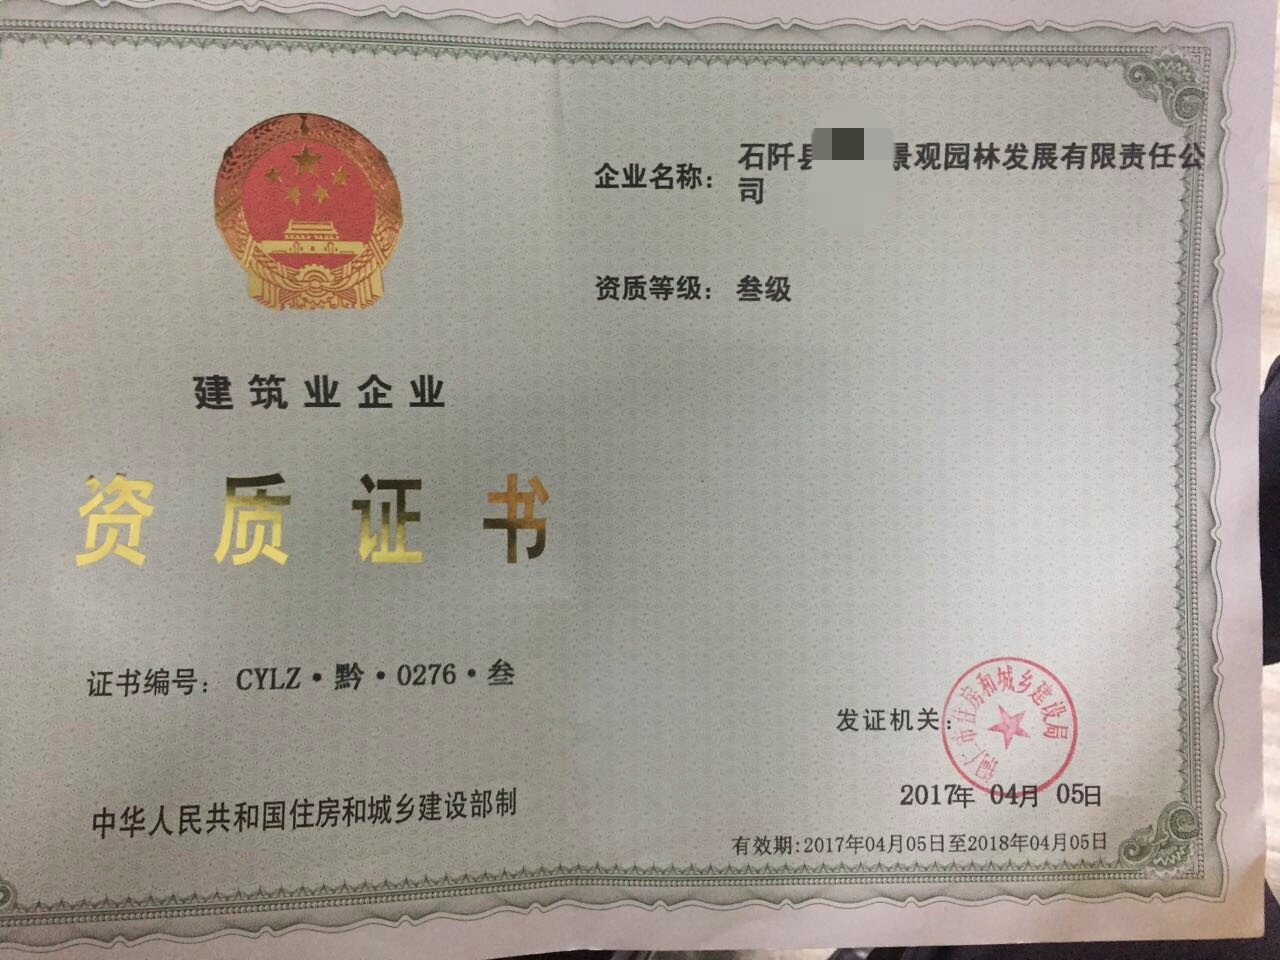 建筑业企业
资质证书
证书编号：CYLZ·黔·0276·叁
中华人民共和国住房和城乡建设部制
企业名称：石阡县景观园林发展有限责任公
司
资质等级：叁级
发证机关：
铜仁市住房和城乡建设局
2017年 04月 05日
有效期:2017年04月05日至2018年04月05日